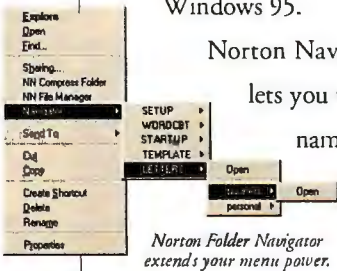 Windows 95.
Explore
Open
Find...
Norton Nav
Sharing...
NN Compress Folder
NN File Manager
lets you
Navigator
SETUP
Send To
WORDCBT
STARTUP
nam
Cut
TEMPLATE
Copy
LETTERS
Open
Create Shortcut
business
Open
Delete
personal
Rename
Properties
Norton Folder Navigator
extends your menu power.